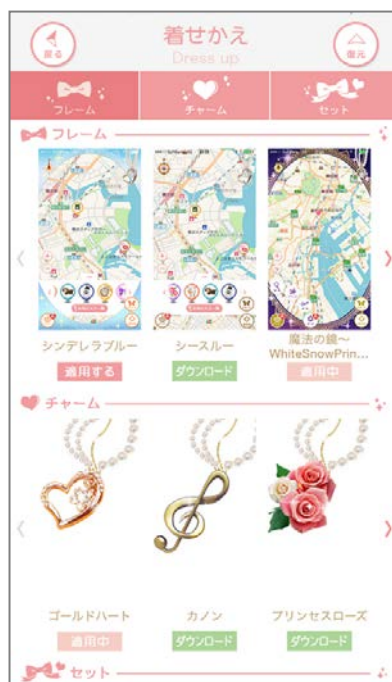 着せかえ
Dress up
戻る
復元
フレーム
チャーム
セット
フレーム
シンデレラブルー
シースルー
魔法の鏡〜
WhiteSnowPrin...
適用する
ダウンロード
適用中
チャーム
ゴールドハート
カノン
プリンセスローズ
適用中
ダウンロード
ダウンロード
セット